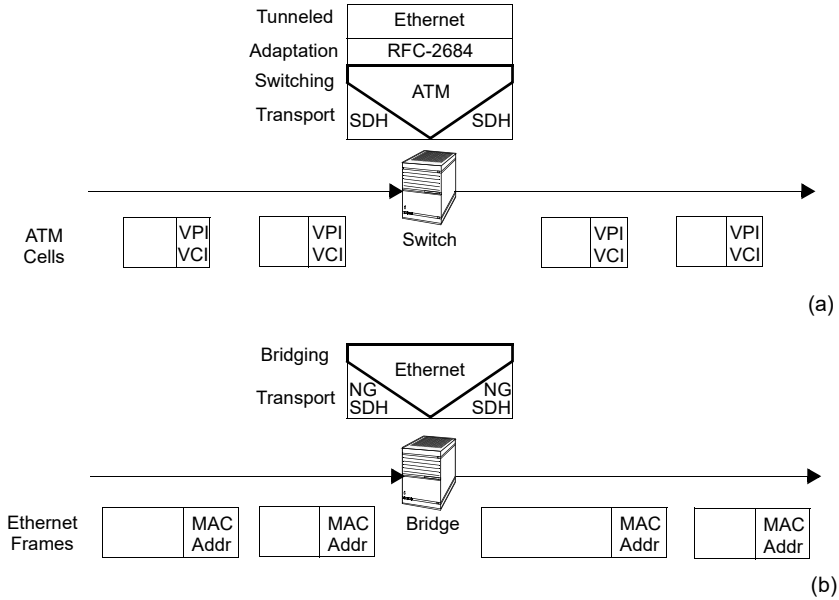 Tunneled
Ethernet
Adaptation
RFC-2684
Switching
ATM
Transport
SDH
SDH
Switch
ATM
Cells
VPI
VCI
VPI
VCI
VPI
VCI
VPI
VCI
(a)
Bridging
Ethernet
Transport
NG
SDH
NG
SDH
Bridge
Ethernet
Frames
MAC
Addr
MAC
Addr
MAC
Addr
MAC
Addr
(b)